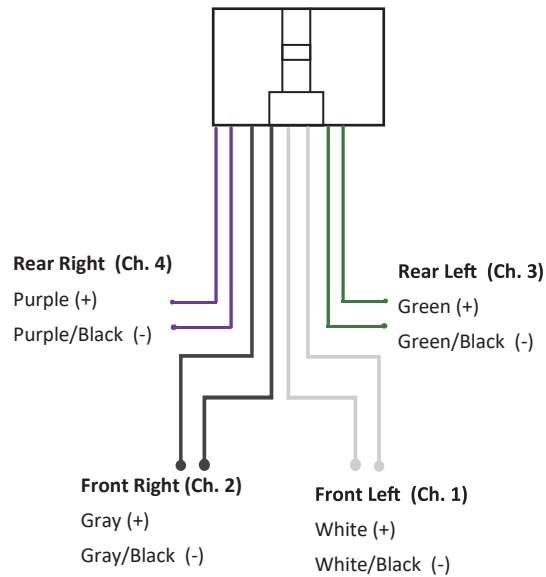 Rear Right  (Ch. 4)
Purple (+)
Purple/Black  (-)
Rear Left  (Ch. 3)
Green (+)
Green/Black  (-)
Front Right (Ch. 2)
Gray (+)
Gray/Black  (-)
Front Left  (Ch. 1)
White (+)
White/Black  (-)